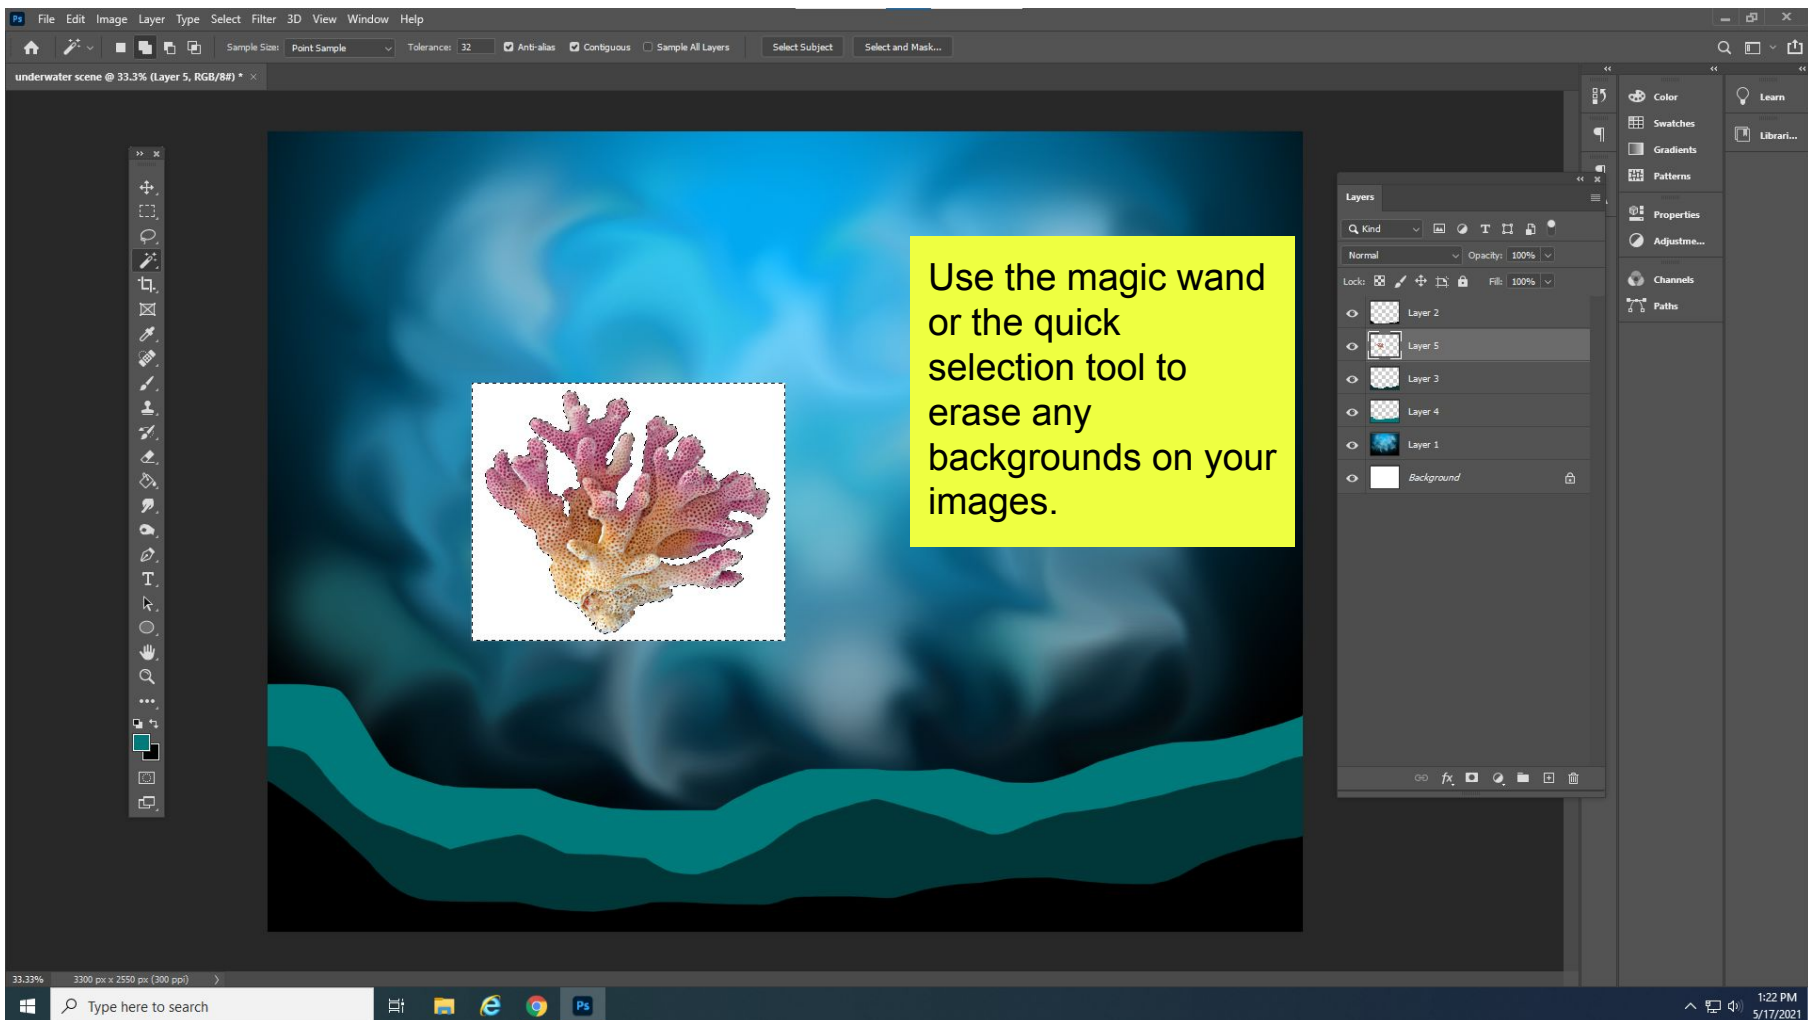 Ps File Edit Image Layer Type Select Filter 3D View Window Help
Sample Size: Point Sample Tolerance: 32 Anti-alias Contiguous Sample All Layers Select Subject Select and Mask...
underwater scene @ 33.3% (Layer 5, RGB/8#) * ×
Color
Learn
Swatches
Librari...
Gradients
Patterns
Properties
Adjustme...
Channels
Paths
Layers
Kind
Normal Opacity: 100%
Lock: Fill: 100%
Layer 2
Layer 5
Layer 3
Layer 4
Layer 1
Background
Use the magic wand
or the quick
selection tool to
erase any
backgrounds on your
images.
33.33% 3300 px x 2550 px (300 ppi)
Type here to search
Ps
1:22 PM
5/17/2021